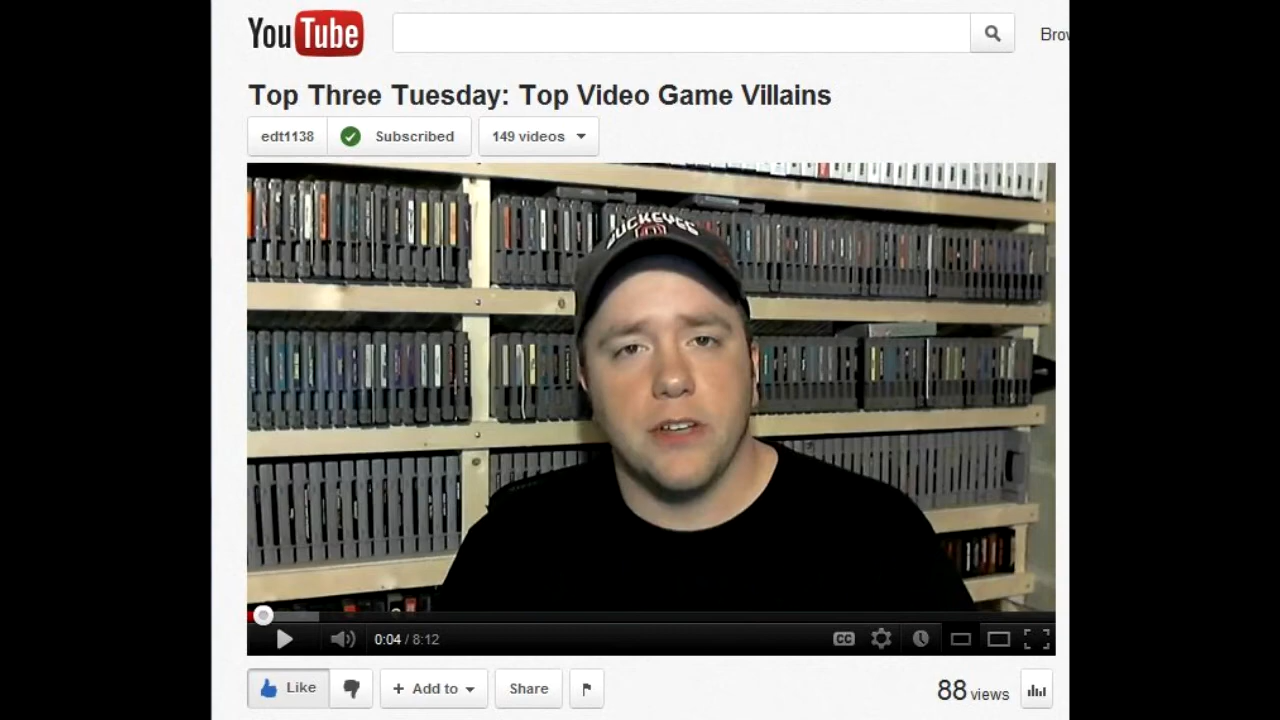 YouTube
Brow
Top Three Tuesday: Top Video Game Villains
edt1138 Subscribed 149 videos
BUCKEYES
0:04 / 8:12 CC
Like + Add to Share
88 views